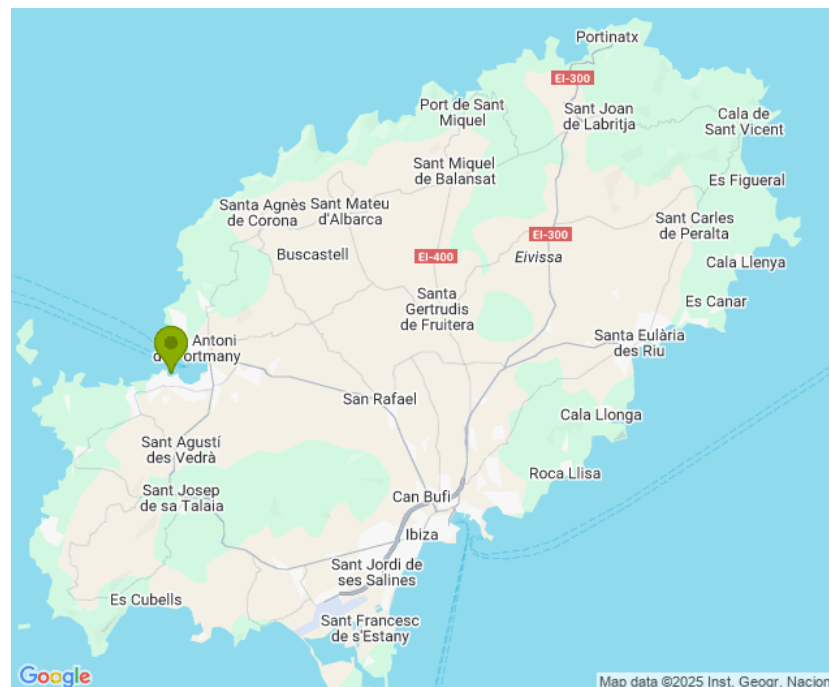 Portinatx
EI-300
Port de Sant
Miquel
Sant Joan
de Labritja
Cala de
Sant Vicent
Sant Miquel
de Balansat
Es Figueral
Santa Agnès
de Corona
Sant Mateu
d'Albarca
Sant Carles
de Peralta
EI-300
Buscastell
EI-400
Eivissa
Cala Llenya
Santa
Gertrudis
de Fruitera
Es Canar
Antoni
de Portmany
Santa Eulària
des Riu
San Rafael
Cala Llonga
Sant Agustí
des Vedrà
Roca Llisa
Sant Josep
de sa Talaia
Can Bufi
Ibiza
Sant Jordi de
ses Salines
Es Cubells
Sant Francesc
de s'Estany
Google
Map data ©2025 Inst. Geogr. Nacion